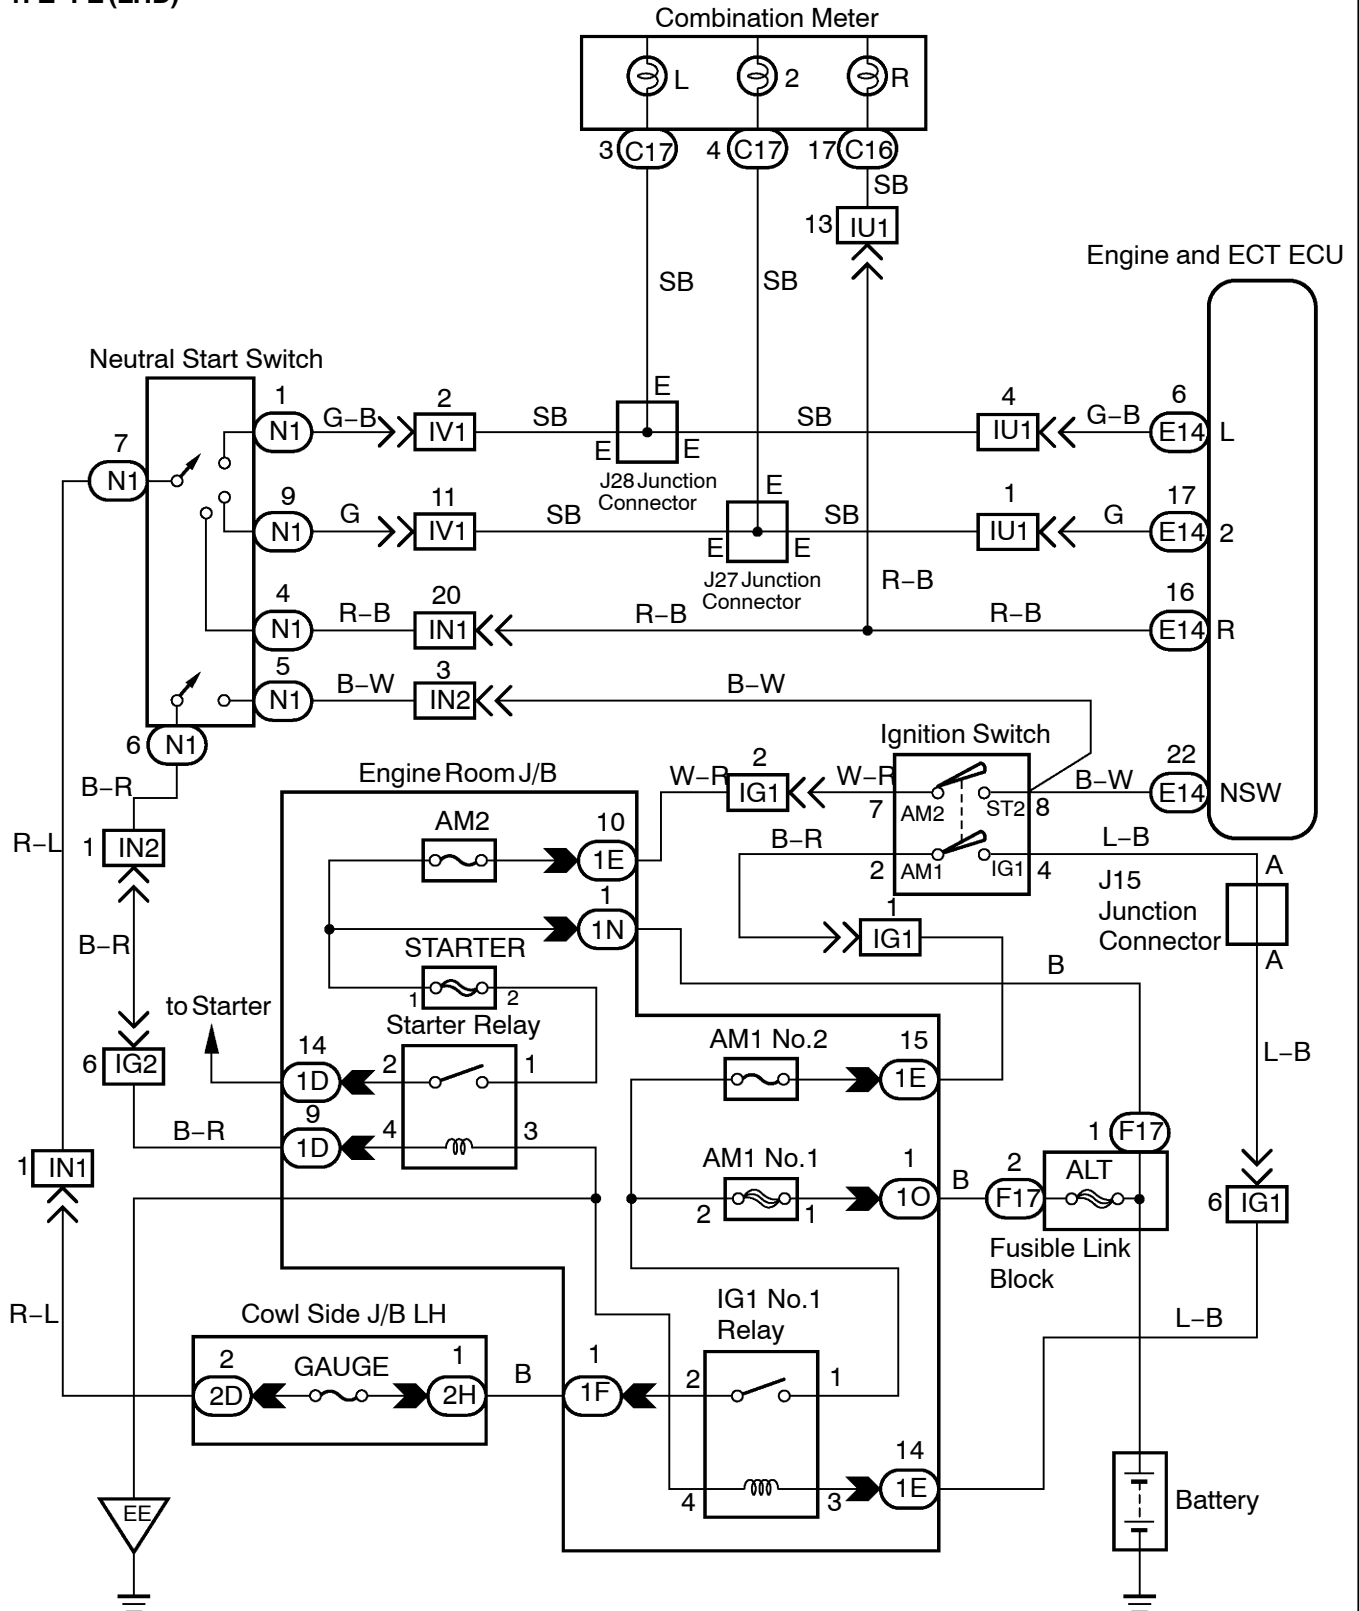 Combination Meter
L 2 R
3 C17 4 C17 17 C16
SB
13 IU1
Engine and ECT ECU
SB SB
Neutral Start Switch
E
1 2 4 6
N1 G–B IV1 SB SB IU1 G–B E14 L
7 E E
N1
J28 Junction
Connector
E
9 11 1 17
N1 G IV1 SB SB IU1 G E14 2
E E
J27 Junction
Connector
R–B
4 20 16
N1 R–B IN1 R–B R–B E14 R
5 3
N1 B–W IN2 B–W
6 N1
Ignition Switch
B–R
Engine Room J/B
2 22
W–R IG1 W–R B–W E14 NSW
7 AM2 ST2 8
R–L
1 IN2
AM2 10
1E
B–R L–B
2 AM1 IG1 4
A
J15
Junction
Connector
A
1
1N
1
IG1
B–R
STARTER
B
1 2
to Starter
Starter Relay
6 IG2
14 2 1
1D
AM1 No.2 15
1E
L–B
9 4 3
1D
B–R
1 F17
1 IN1
AM1 No.1 1
2 1 1O B
2 F17 ALT
6 IG1
Fusible Link
Block
R–L
Cowl Side J/B LH
IG1 No.1
Relay
L–B
2 GAUGE 1 B 1 2 1
2D 2H 1F
14
4 3 1E
EE
Battery